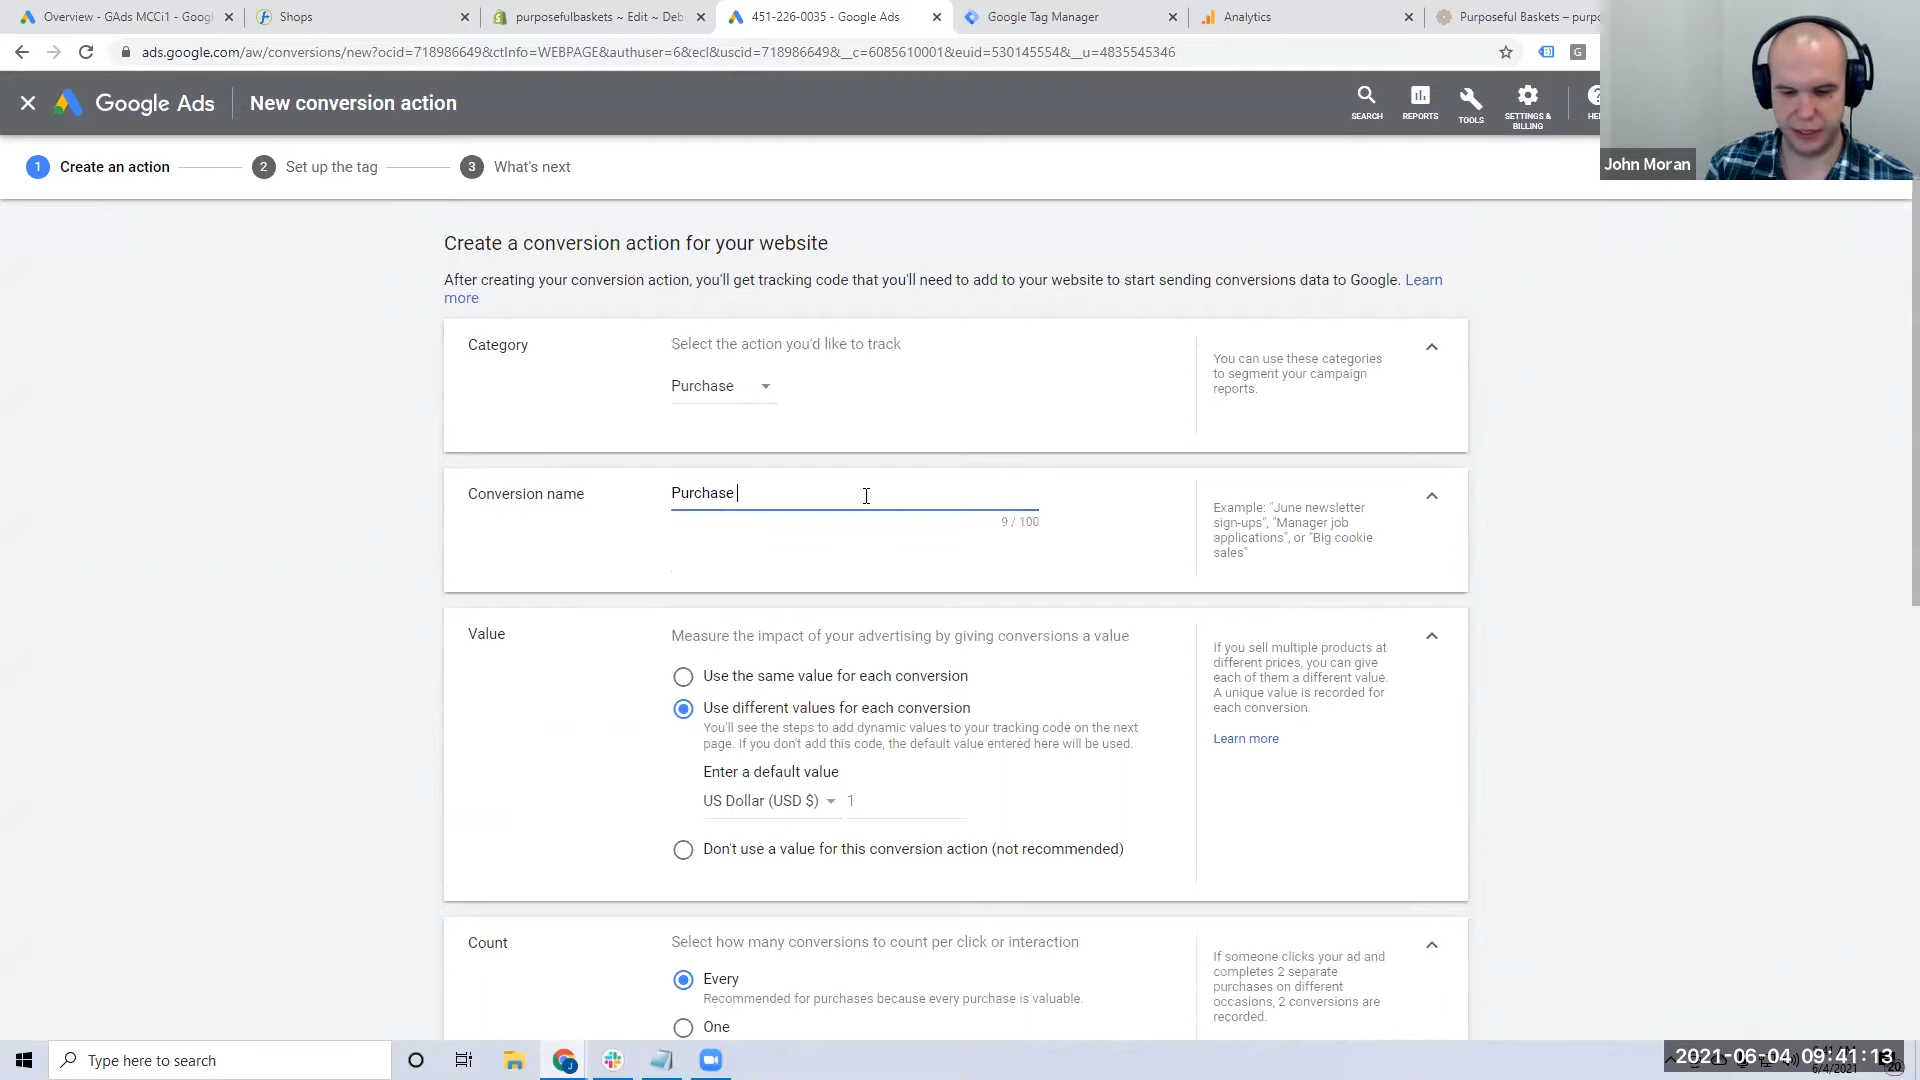 Overview - GAds MCCi1 - Googl
Shops
purposefulbaskets ~ Edit ~ Deb
451-226-0035 - Google Ads
Google Tag Manager
Analytics
Purposeful Baskets – purpo
ads.google.com/aw/conversions/new?ocid=718986649&ctInfo=WEBPAGE&authuser=6&ecl&uscid=718986649&__c=6085610001&euid=530145554&__u=4835545346
Google Ads
New conversion action
SEARCH
REPORTS
TOOLS
SETTINGS &
BILLING
John Moran
1 Create an action
2 Set up the tag
3 What's next
Create a conversion action for your website
After creating your conversion action, you'll get tracking code that you'll need to add to your website to start sending conversions data to Google. Learn
more
Category
Select the action you'd like to track
Purchase
You can use these categories
to segment your campaign
reports.
Conversion name
Purchase
9 / 100
Example: "June newsletter
sign-ups", "Manager job
applications", or "Big cookie
sales"
Value
Measure the impact of your advertising by giving conversions a value
Use the same value for each conversion
Use different values for each conversion
You'll see the steps to add dynamic values to your tracking code on the next
page. If you don't add this code, the default value entered here will be used.
Enter a default value
US Dollar (USD $) 1
Don't use a value for this conversion action (not recommended)
If you sell multiple products at
different prices, you can give
each of them a different value.
A unique value is recorded for
each conversion.
Learn more
Count
Select how many conversions to count per click or interaction
Every
Recommended for purchases because every purchase is valuable.
One
If someone clicks your ad and
completes 2 separate
purchases on different
occasions, 2 conversions are
recorded.
Type here to search
2021-06-04 09:41:13
6/4/2021
20